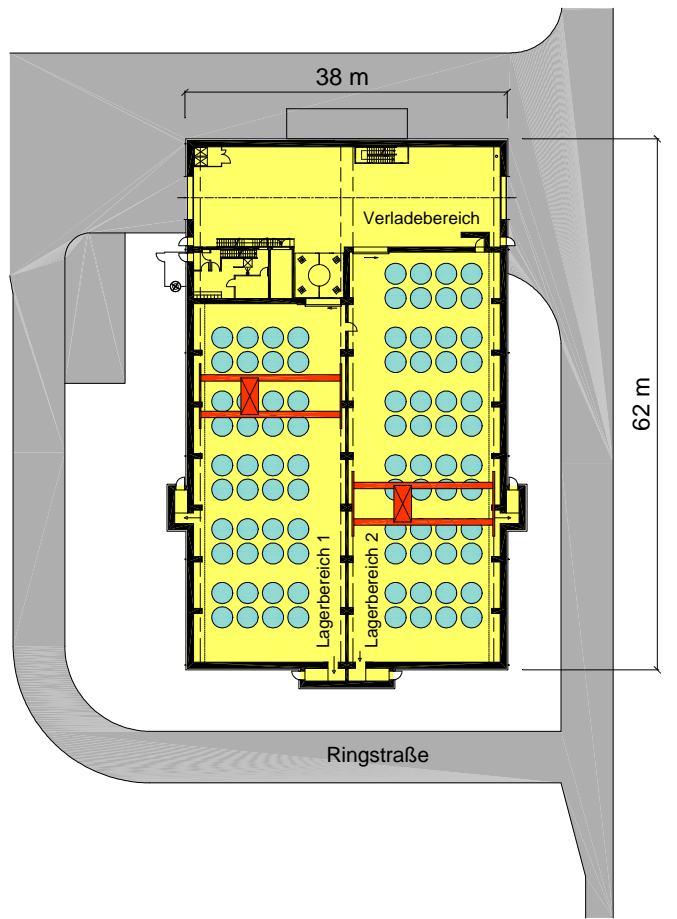 38 m
Verladebereich
62 m
Lagerbereich 1
Lagerbereich 2
Ringstraße